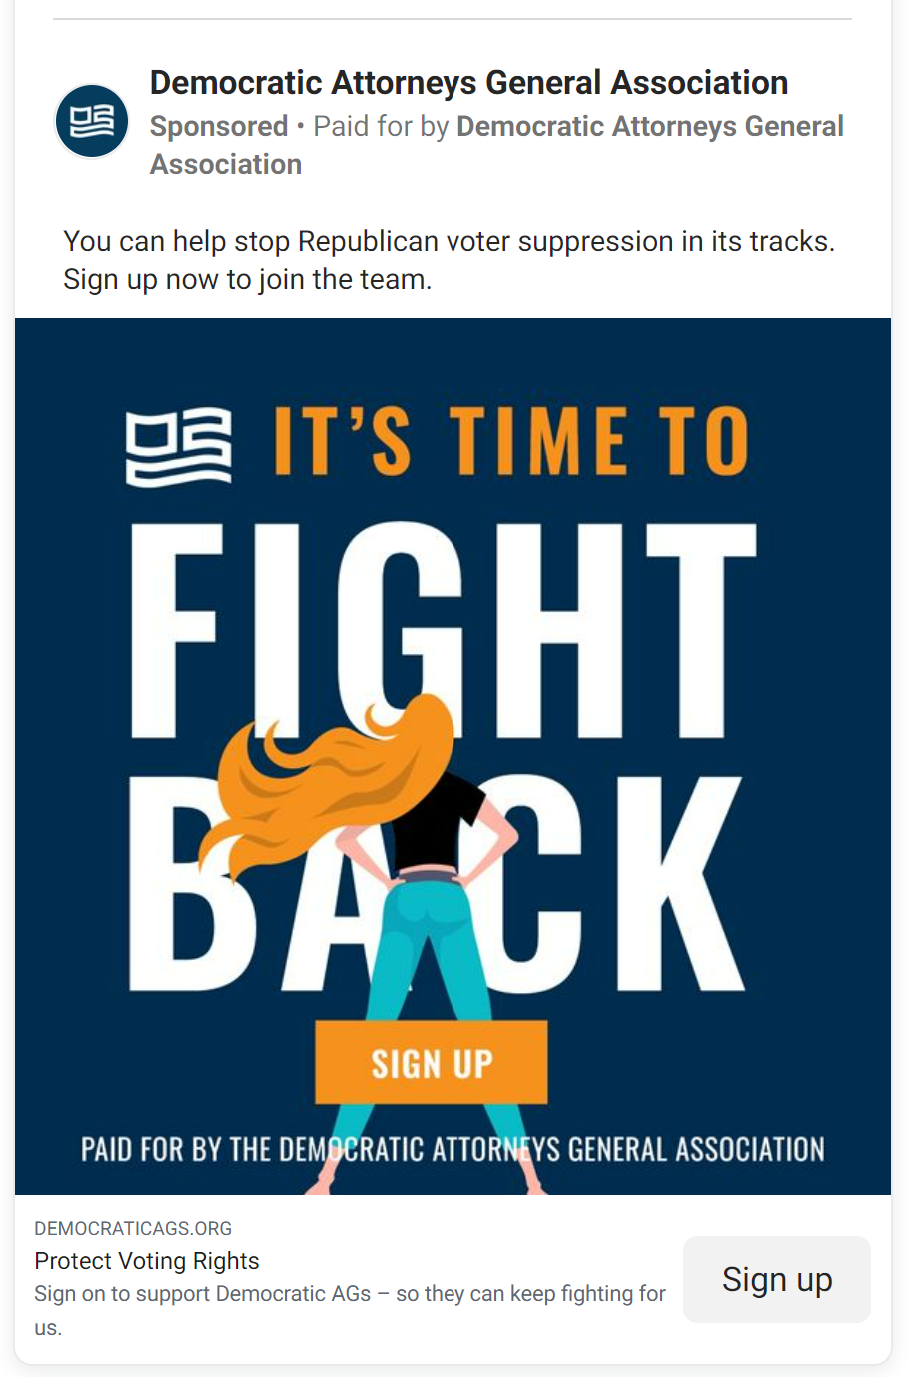 Democratic Attorneys General Association
Sponsored • Paid for by Democratic Attorneys General
Association
You can help stop Republican voter suppression in its tracks.
Sign up now to join the team.
IT'S TIME TO
FIGHT
BACK
SIGN UP
PAID FOR BY THE DEMOCRATIC ATTORNEYS GENERAL ASSOCIATION
DEMOCRATICAGS.ORG
Protect Voting Rights
Sign on to support Democratic AGs – so they can keep fighting for
us.
Sign up